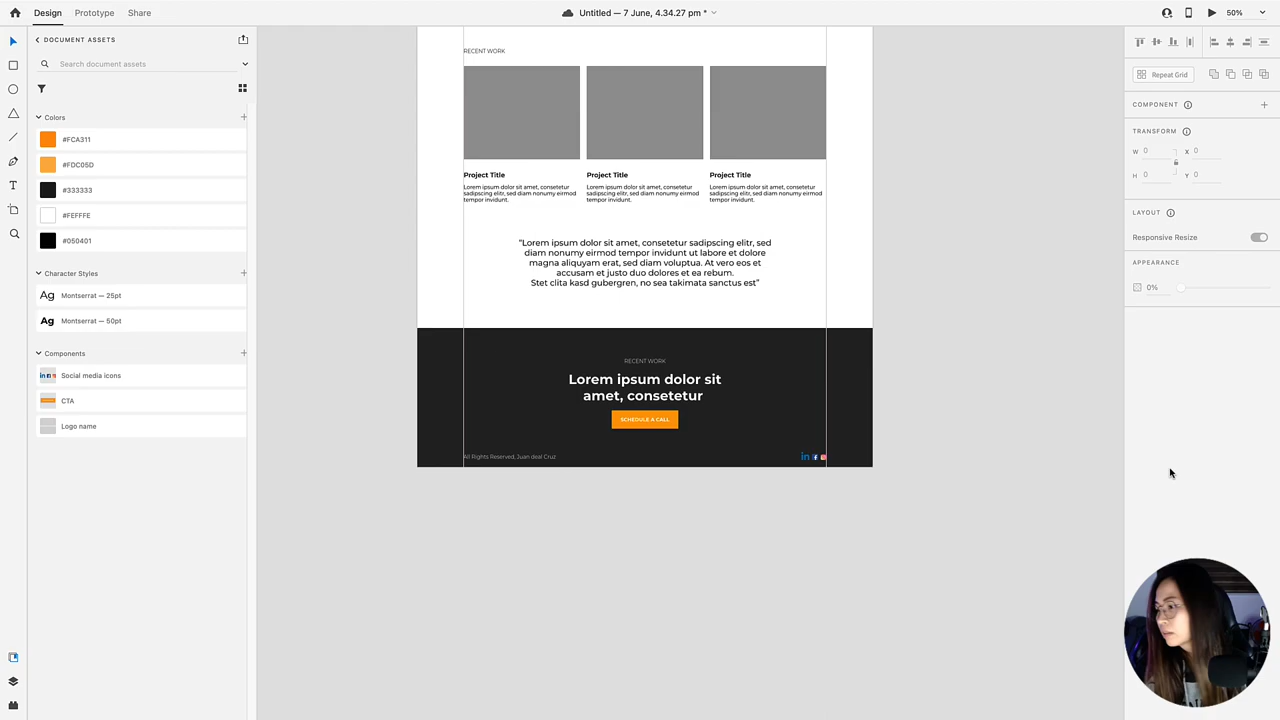 Design Prototype Share
Untitled — 7 June, 4.34.27 pm *
50%
DOCUMENT ASSETS
Search document assets
Colors
#FCA311
#FDC05D
#333333
#FEFFFE
#050401
Character Styles
Ag Montserrat — 25pt
Ag Montserrat — 50pt
Components
Social media icons
CTA
Logo name
RECENT WORK
Project Title
Lorem ipsum dolor sit amet, consetetur
sadipscing elitr, sed diam nonumy eirmod
tempor invidunt.
Project Title
Lorem ipsum dolor sit amet, consetetur
sadipscing elitr, sed diam nonumy eirmod
tempor invidunt.
Project Title
Lorem ipsum dolor sit amet, consetetur
sadipscing elitr, sed diam nonumy eirmod
tempor invidunt.
“Lorem ipsum dolor sit amet, consetetur sadipscing elitr, sed
diam nonumy eirmod tempor invidunt ut labore et dolore
magna aliquyam erat, sed diam voluptua. At vero eos et
accusam et justo duo dolores et ea rebum.
Stet clita kasd gubergren, no sea takimata sanctus est”
RECENT WORK
Lorem ipsum dolor sit
amet, consetetur
SCHEDULE A CALL
All Rights Reserved, Juan deal Cruz
in
Repeat Grid
COMPONENT
TRANSFORM
W 0 X 0
H 0 Y 0
LAYOUT
Responsive Resize
APPEARANCE
0%